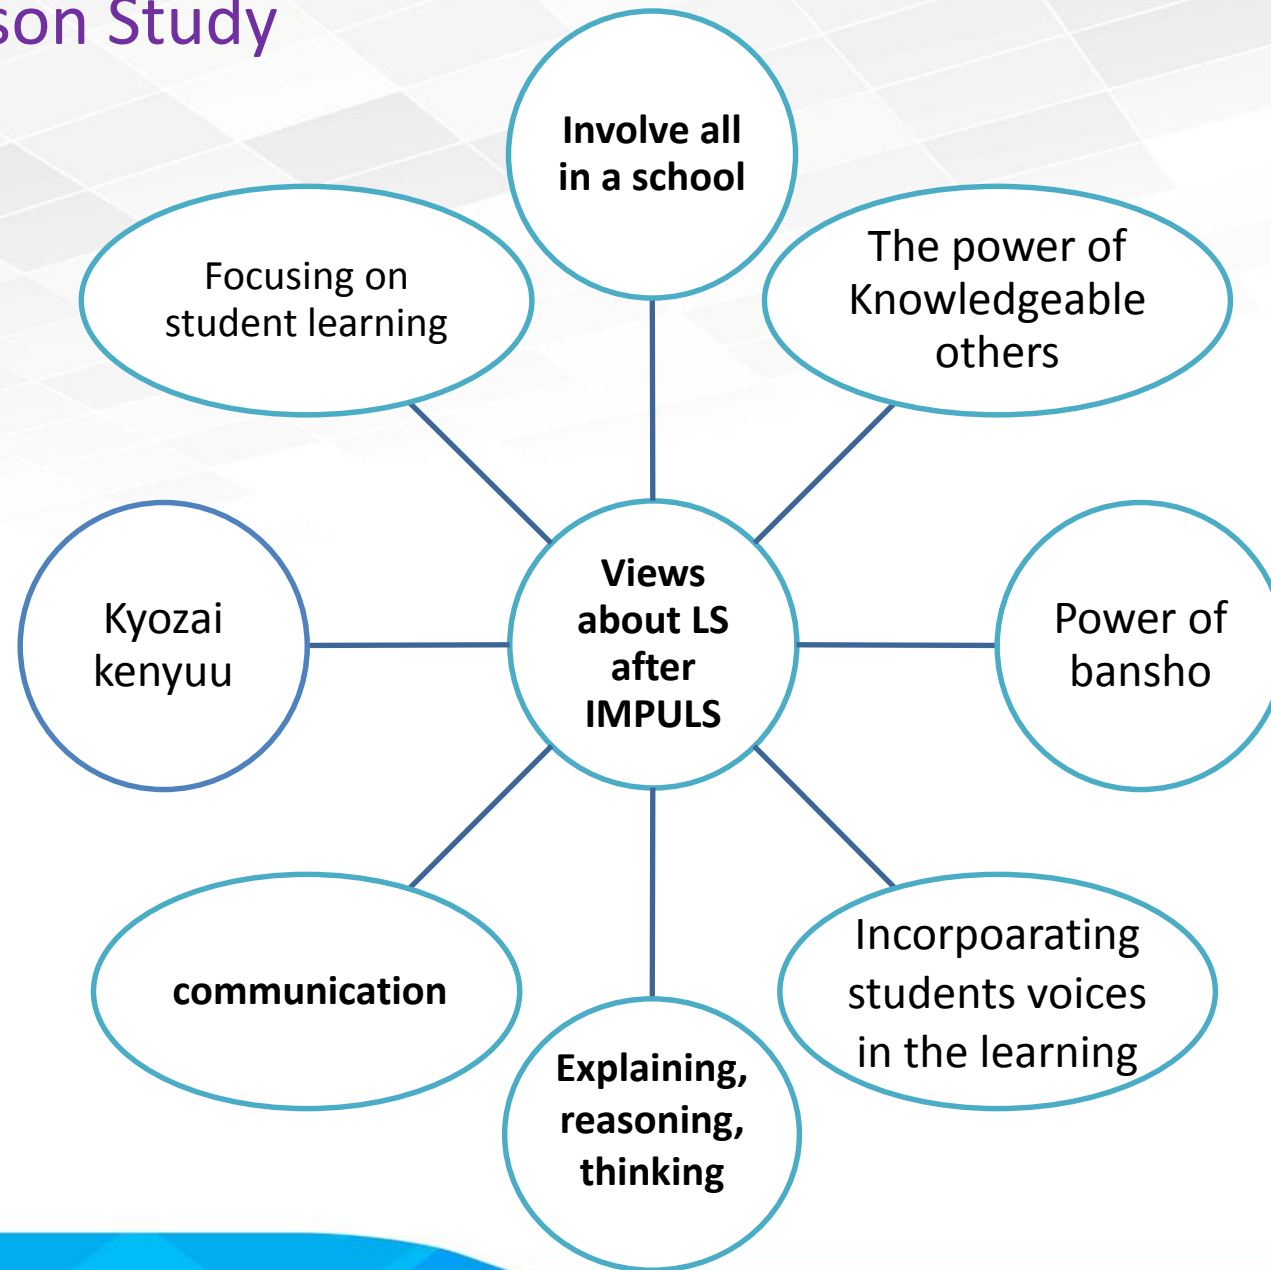 son Study
Involve all
in a school
Focusing on
student learning
The power of
Knowledgeable
others
Kyozai
kenyuu
Views
about LS
after
IMPULS
Power of
bansho
communication
Incorpoarating
students voices
in the learning
Explaining,
reasoning,
thinking